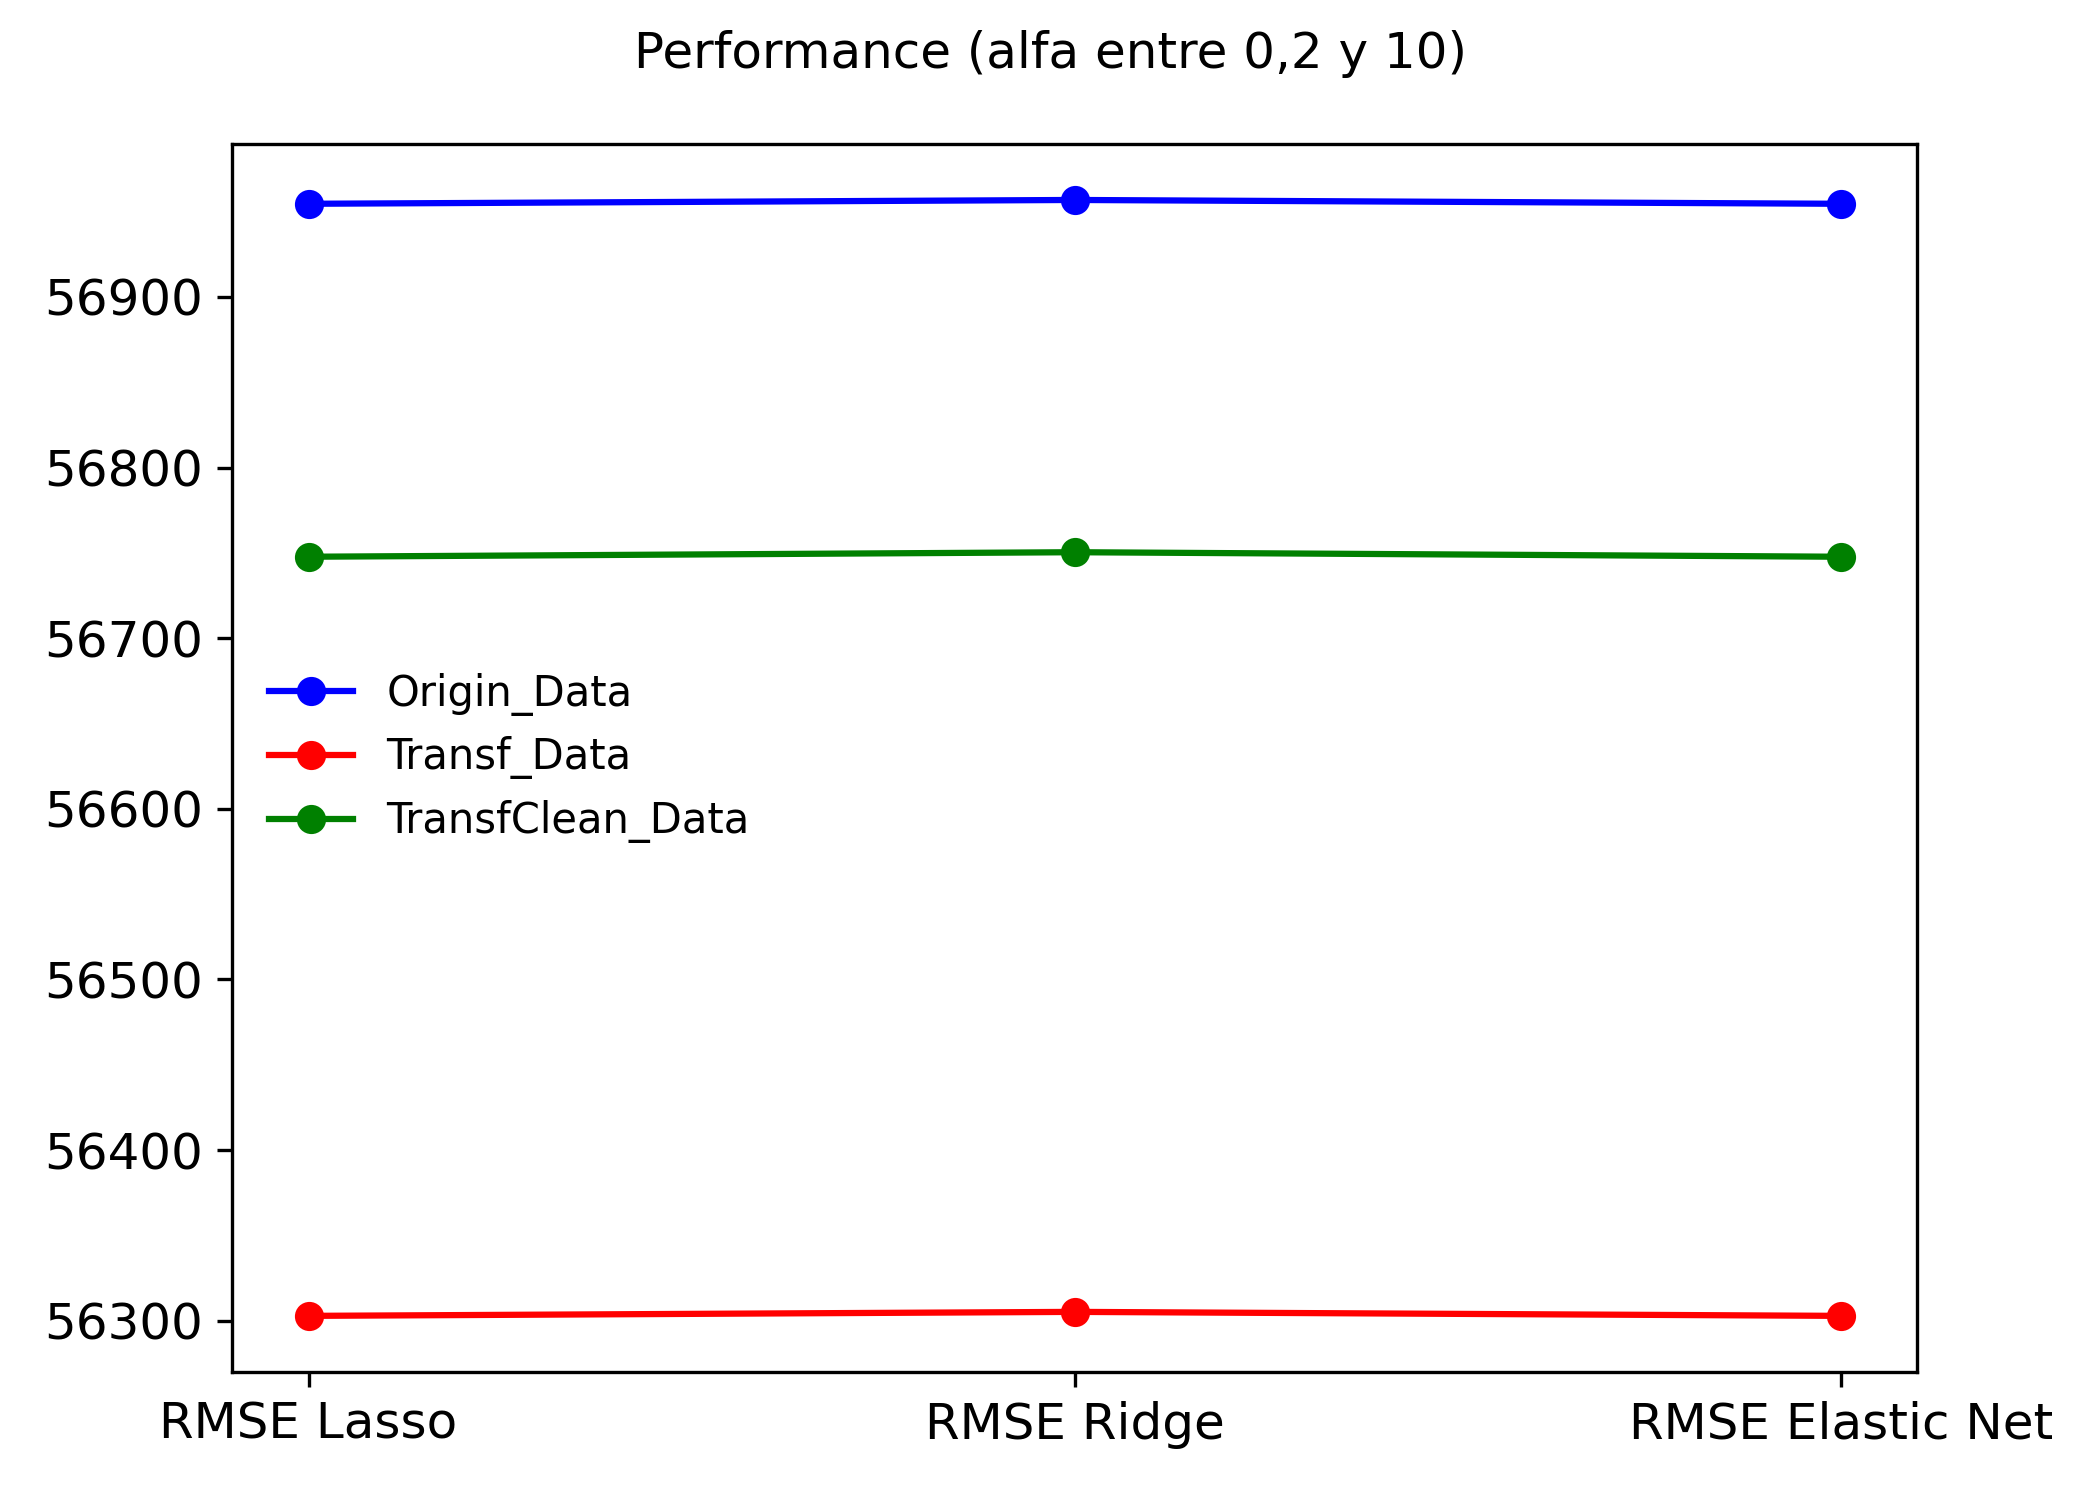 Performance (alfa entre 0,2 y 10)
56900
56800
56700
Origin_Data
Transf_Data
56600
TransfClean_Data
56500
56400
56300
RMSE Lasso
RMSE Ridge
RMSE Elastic Net